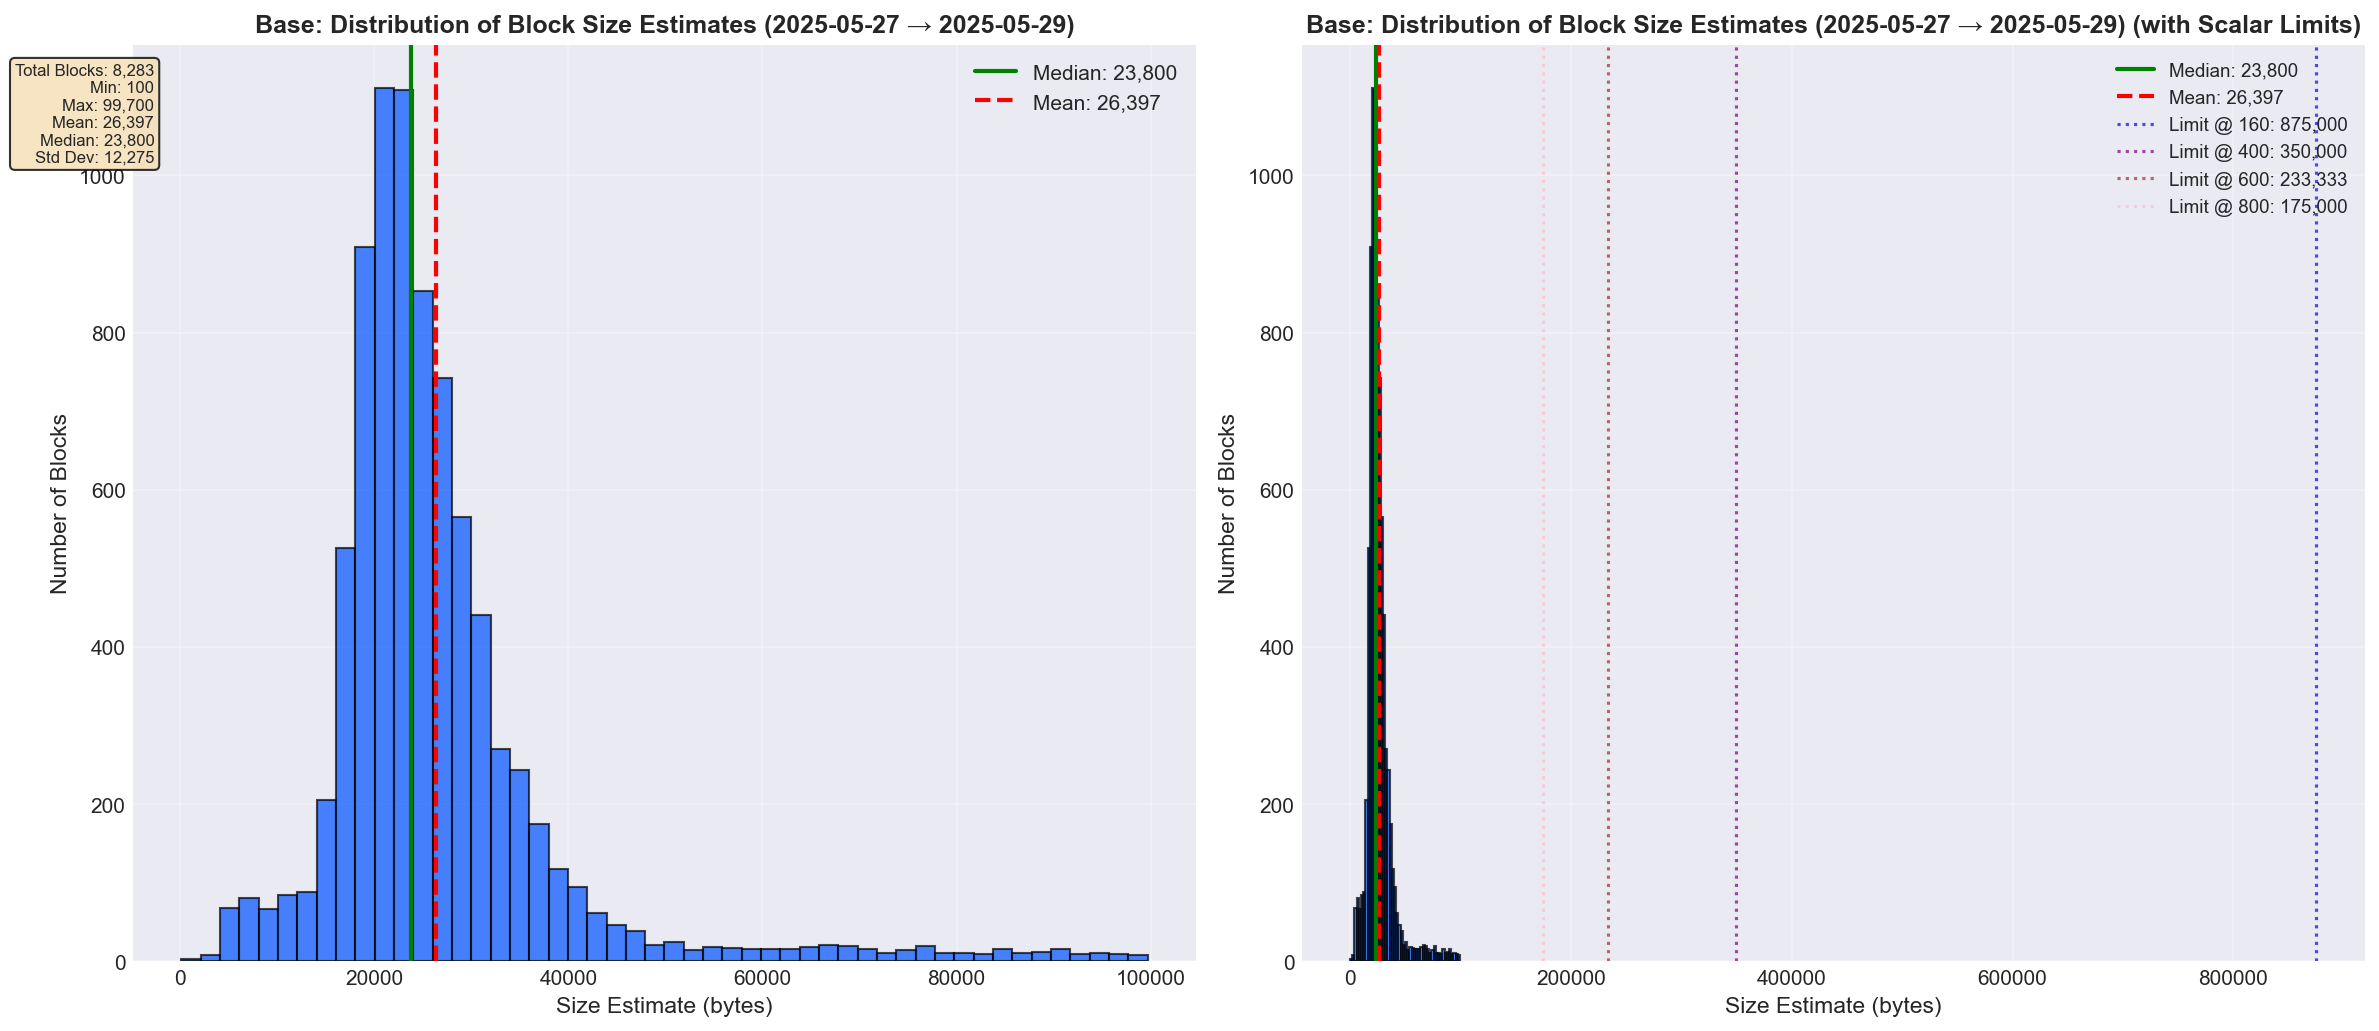 Base: Distribution of Block Size Estimates (2025-05-27 → 2025-05-29)
Total Blocks: 8,283
Min: 100
Max: 99,700
Mean: 26,397
Median: 23,800
Std Dev: 12,275
Median: 23,800
Mean: 26,397
Number of Blocks
1000
800
600
400
200
0
0 20000 40000 60000 80000 100000
Size Estimate (bytes)
Base: Distribution of Block Size Estimates (2025-05-27 → 2025-05-29) (with Scalar Limits)
Median: 23,800
Mean: 26,397
Limit @ 160: 875,000
Limit @ 400: 350,000
Limit @ 600: 233,333
Limit @ 800: 175,000
Number of Blocks
1000
800
600
400
200
0
0 200000 400000 600000 800000
Size Estimate (bytes)